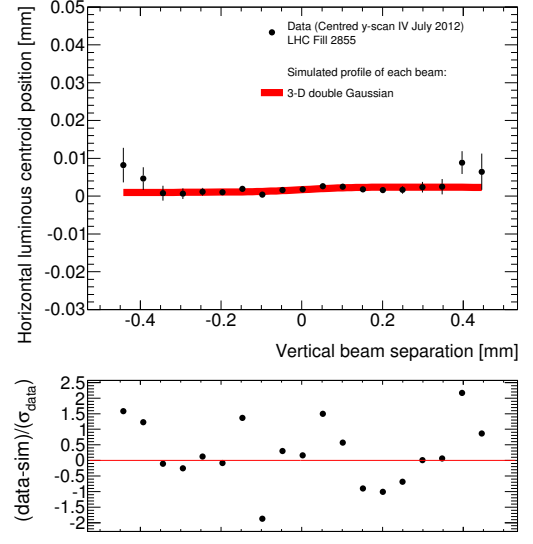 0.05
0.04
0.03
0.02
0.01
0
-0.01
-0.02
-0.03
Horizontal luminous centroid position [mm]
Data (Centred y-scan IV July 2012)
LHC Fill 2855
Simulated profile of each beam:
3-D double Gaussian
-0.4 -0.2 0 0.2 0.4
Vertical beam separation [mm]
(data-sim)/(σdata)
2.5
2
1.5
1
0.5
0
-0.5
-1
-1.5
-2